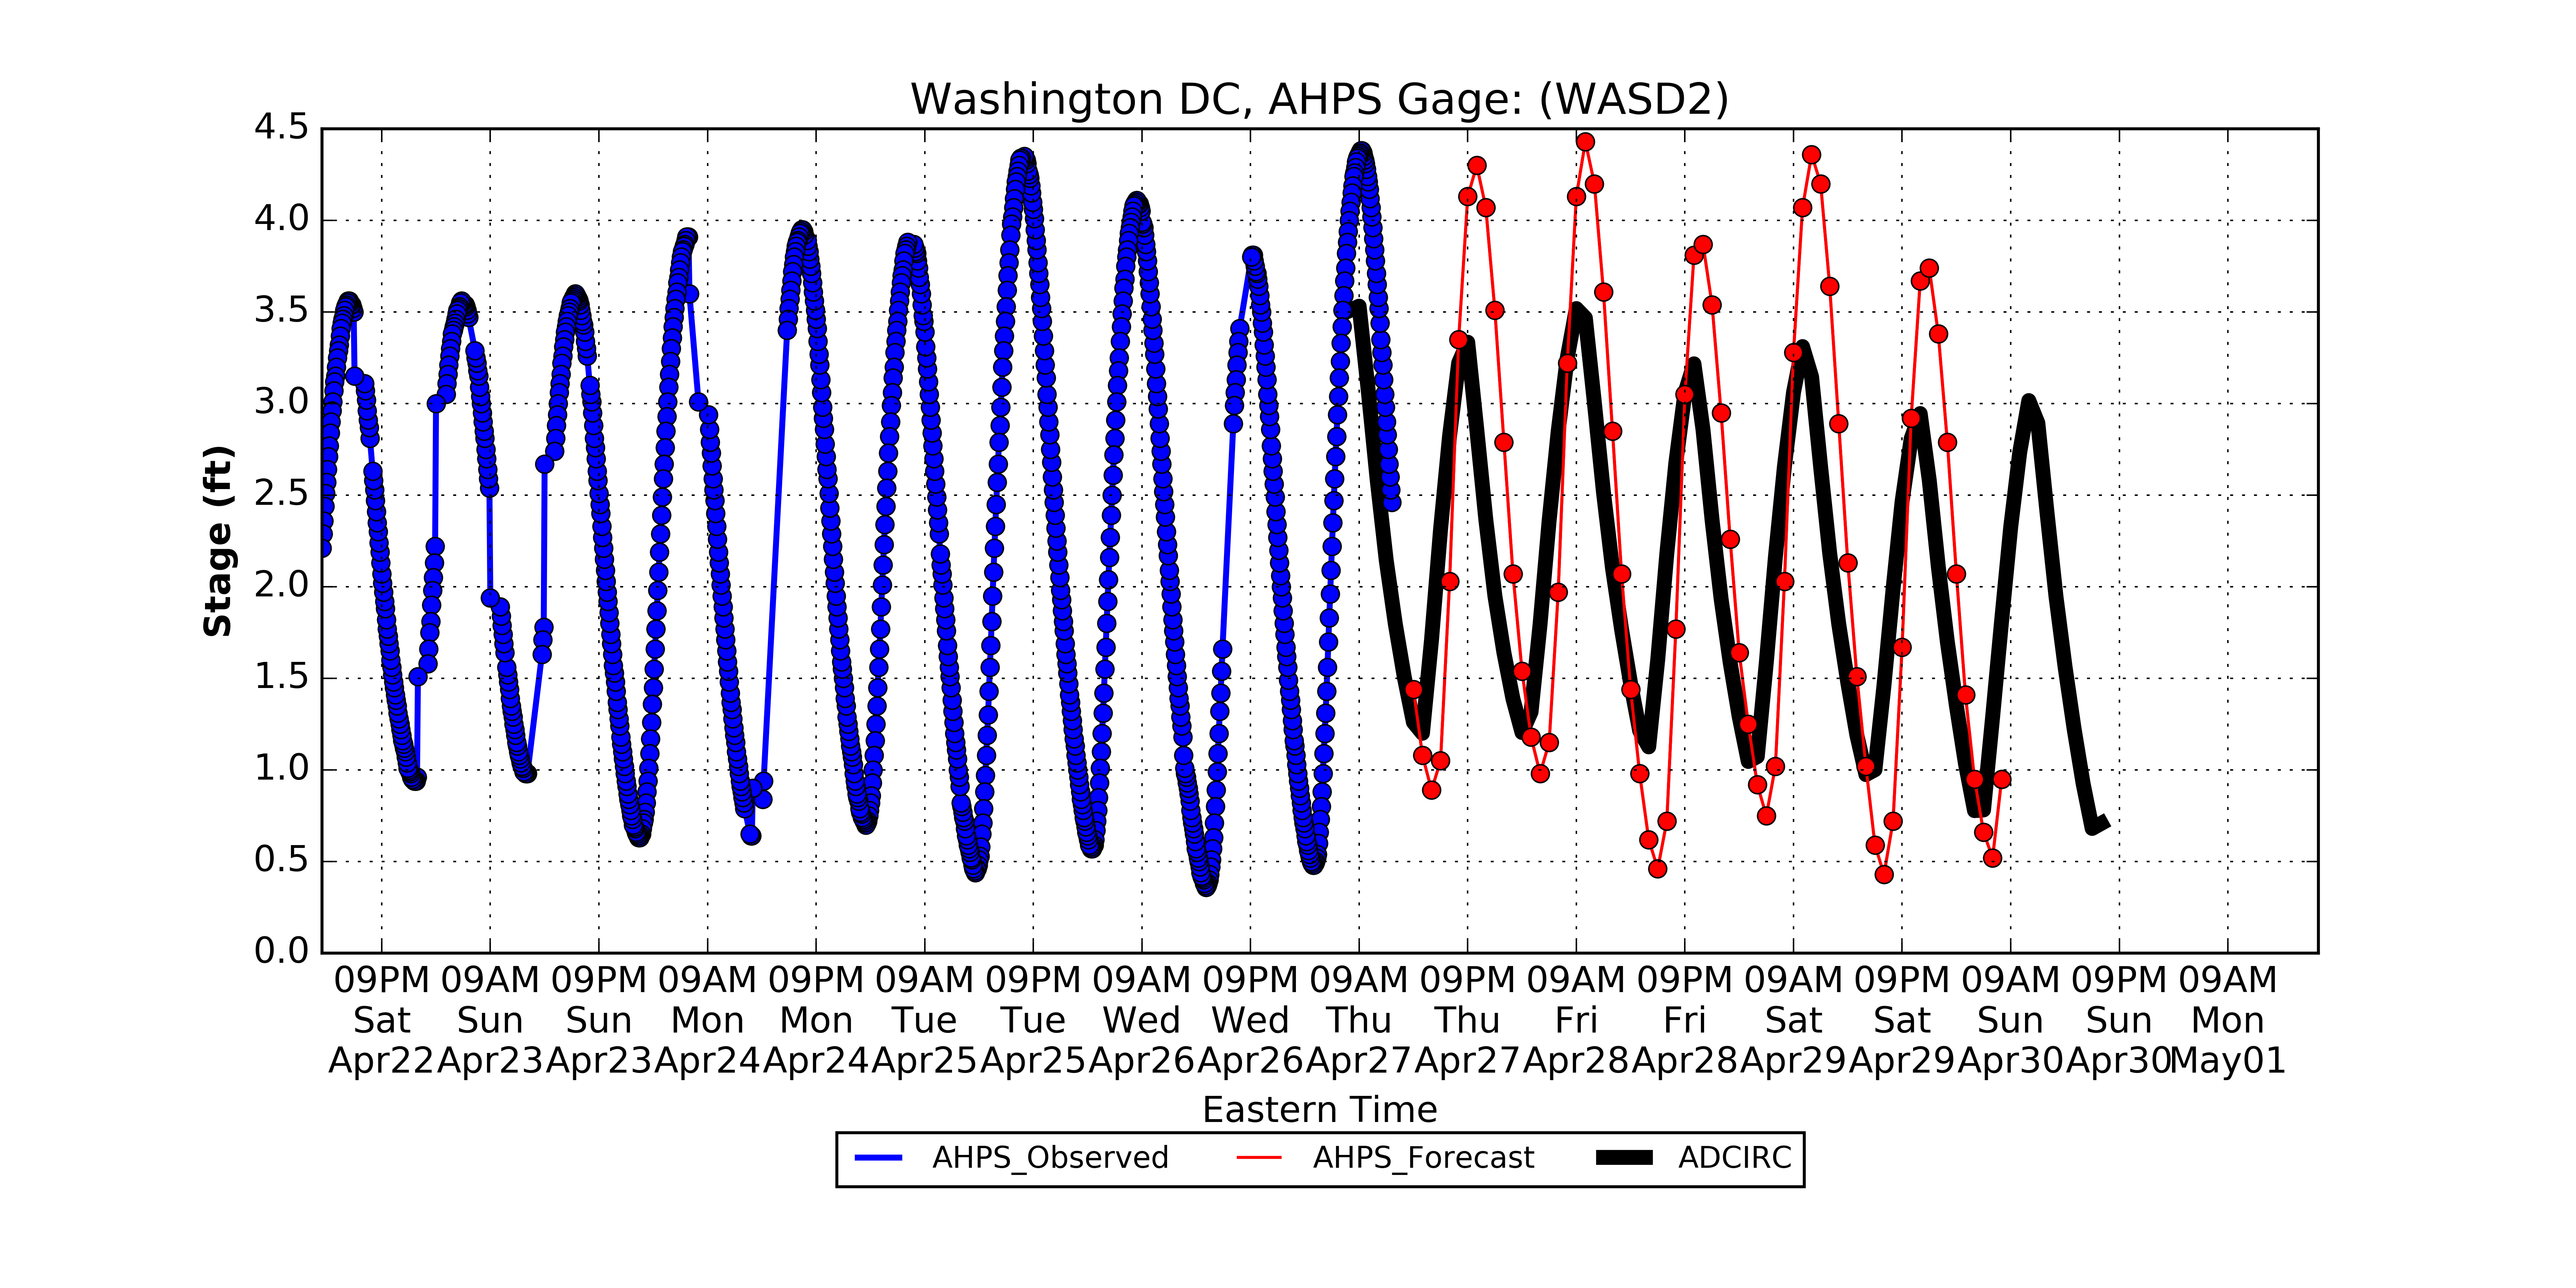 Washington DC, AHPS Gage: (WASD2)
4.5
4.0
3.5
3.0
2.5
2.0
1.5
1.0
0.5
0.0
Stage (ft)
09PM 09AM 09PM 09AM 09PM 09AM 09PM 09AM 09PM 09AM 09PM 09AM 09PM 09AM 09PM 09AM 09PM 09AM
Sat Sun Sun Mon Mon Tue Tue Wed Wed Thu Thu Fri Fri Sat Sat Sun Sun Mon
Apr22 Apr23 Apr23 Apr24 Apr24 Apr25 Apr25 Apr26 Apr26 Apr27 Apr27 Apr28 Apr28 Apr29 Apr29 Apr30 Apr30 May01
Eastern Time
AHPS_Observed AHPS_Forecast ADCIRC